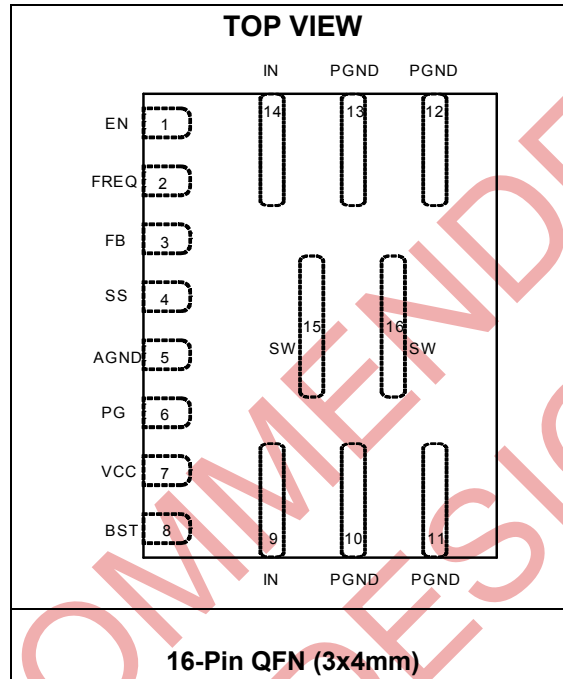 TOP VIEW
IN PGND PGND
14 13 12
EN 1
FREQ 2
FB 3
SS 4
AGND 5
PG 6
VCC 7
BST 8
15 16
SW SW
9 10 11
IN PGND PGND
16-Pin QFN (3x4mm)
OMMENDE
DESIG